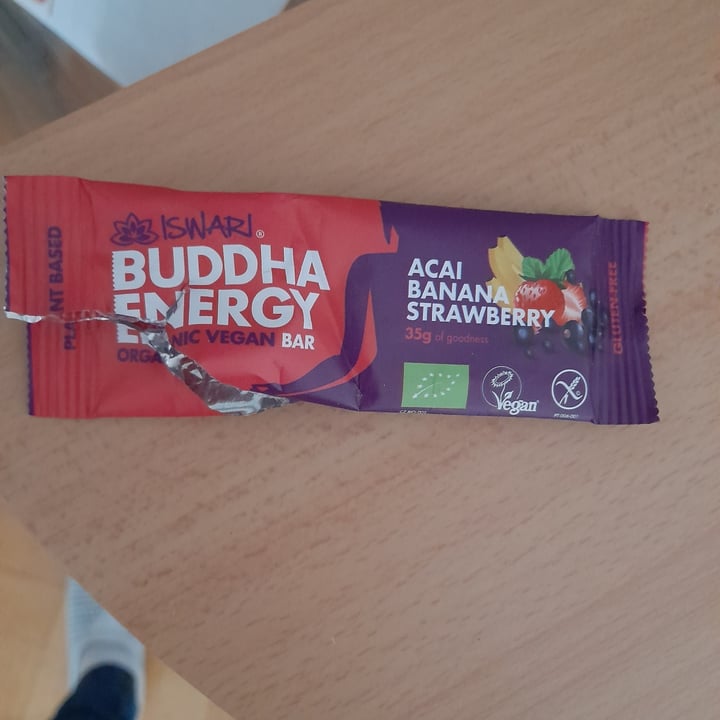 PLANT BASED
ISWARI®
BUDDHA
ENERGY
ORGANIC VEGAN BAR
ACAI
BANANA
STRAWBERRY
35g of goodness
Vegan
GLUTEN FREE